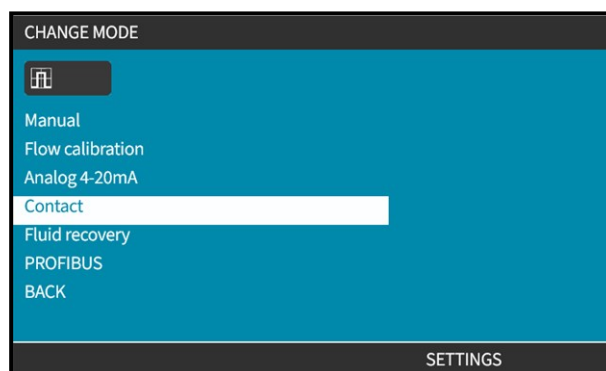 CHANGE MODE
Manual
Flow calibration
Analog 4-20mA
Contact
Fluid recovery
PROFIBUS
BACK
SETTINGS